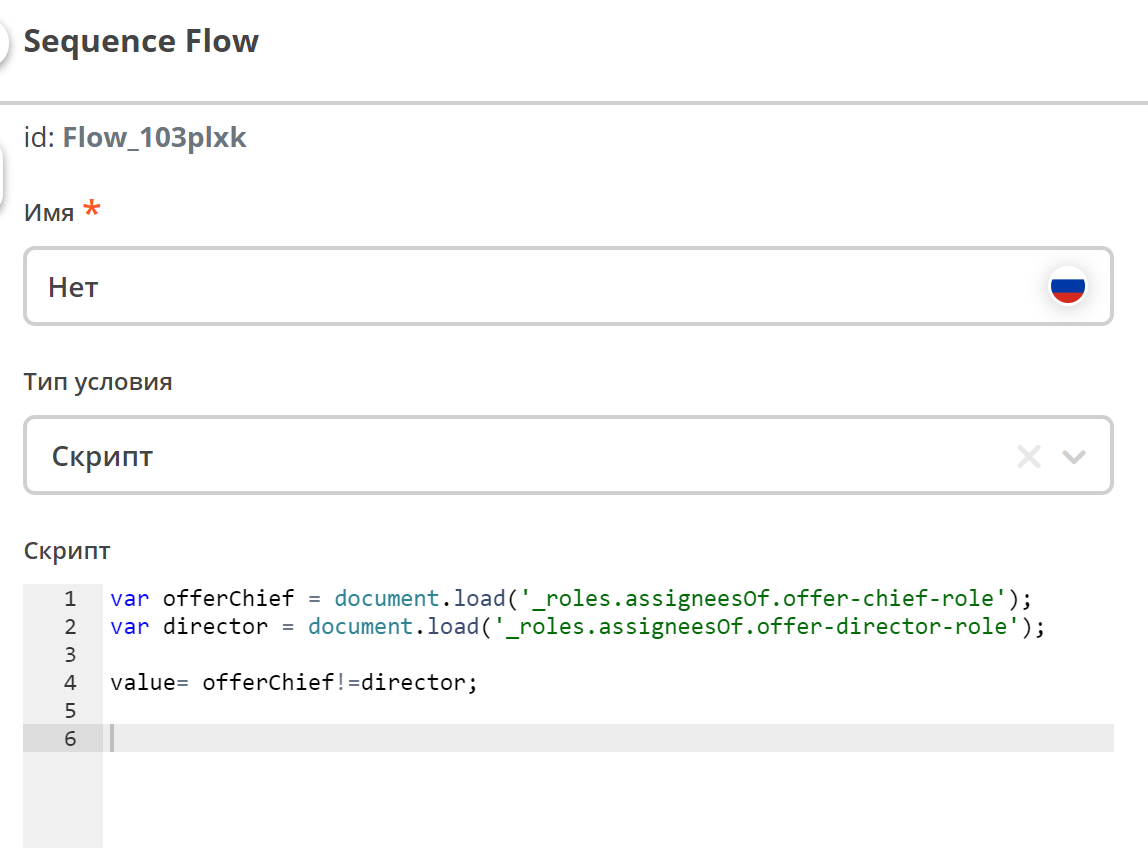 Sequence Flow
id: Flow_103plxk
Имя *
Нет
Тип условия
Скрипт
Скрипт
1 var offerChief = document.load('_roles.assigneesOf.offer-chief-role');
2 var director = document.load('_roles.assigneesOf.offer-director-role');
3
4 value= offerChief!=director;
5
6